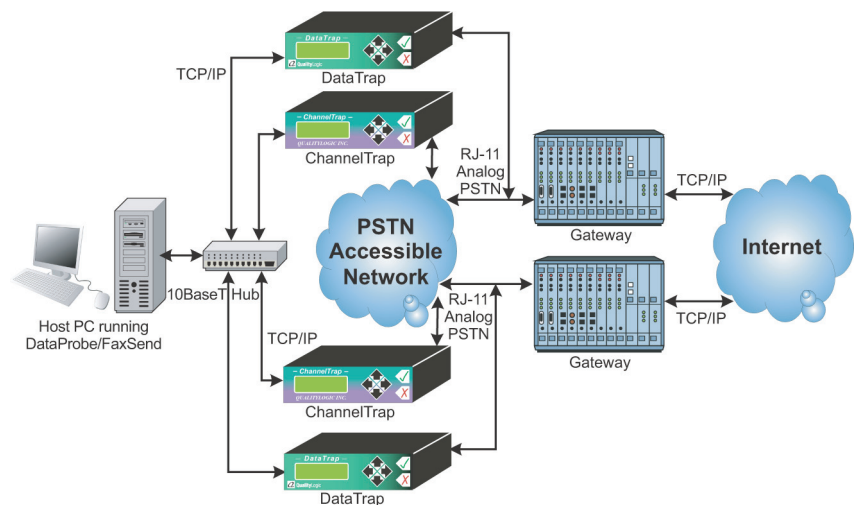 — DataTrap —
QualityLogic
DataTrap
TCP/IP
— ChannelTrap —
QUALITYLOGIC INC.
ChannelTrap
RJ-11
Analog
PSTN
PSTN
Accessible
Network
Gateway
TCP/IP
Internet
10BaseT Hub
Host PC running
DataProbe/FaxSend
TCP/IP
RJ-11
Analog
PSTN
Gateway
TCP/IP
— ChannelTrap —
QUALITYLOGIC INC.
ChannelTrap
— DataTrap —
QualityLogic
DataTrap